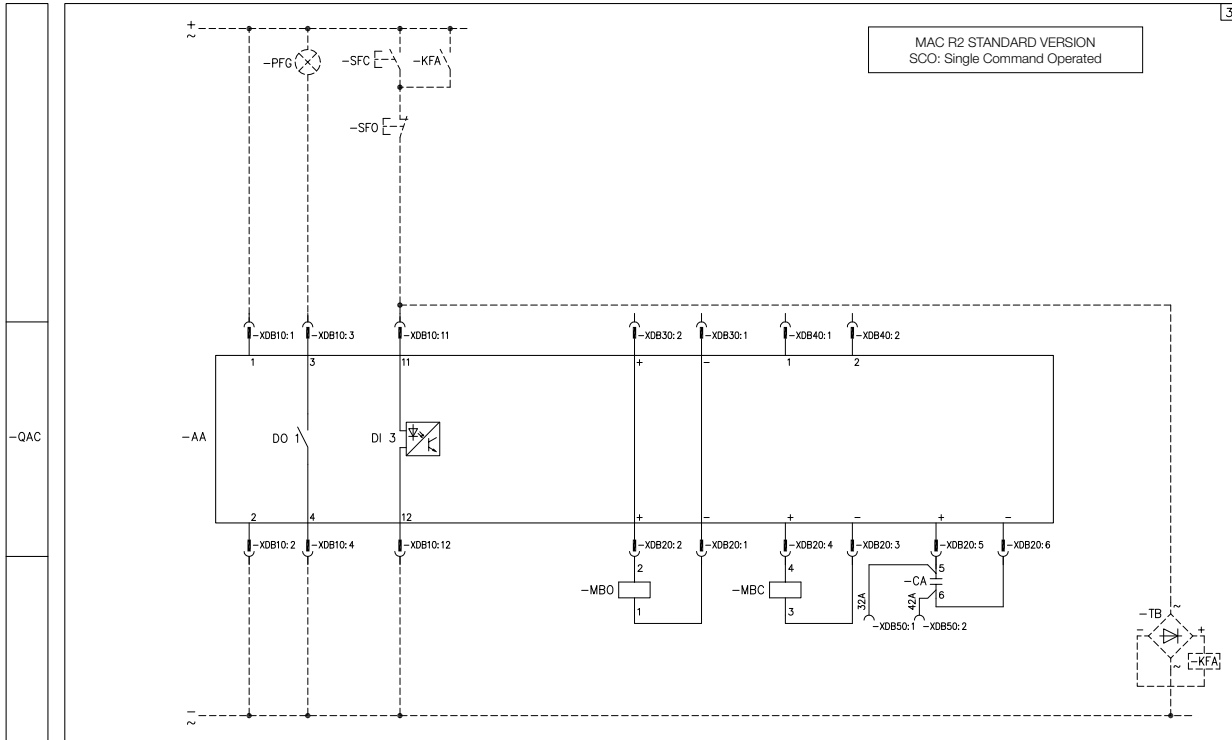 3
MAC R2 STANDARD VERSION
SCO: Single Command Operated
+
~
-PFG
-SFC
-KFA
-SFO
-XDB10:1
-XDB10:3
-XDB10:11
-XDB30:2
-XDB30:1
-XDB40:1
-XDB40:2
1
3
11
+
-
1
2
-QAC
-AA
DO 1
DI 3
2
4
12
+
-
+
-
+
-
-XDB10:2
-XDB10:4
-XDB10:12
-XDB20:2
-XDB20:1
-XDB20:4
-XDB20:3
-XDB20:5
-XDB20:6
2
4
5
-MBO
-MBC
-CA
1
3
6
32A
42A
-XDB50:1
-XDB50:2
-TB
~
-
+
-KFA
~
-
~